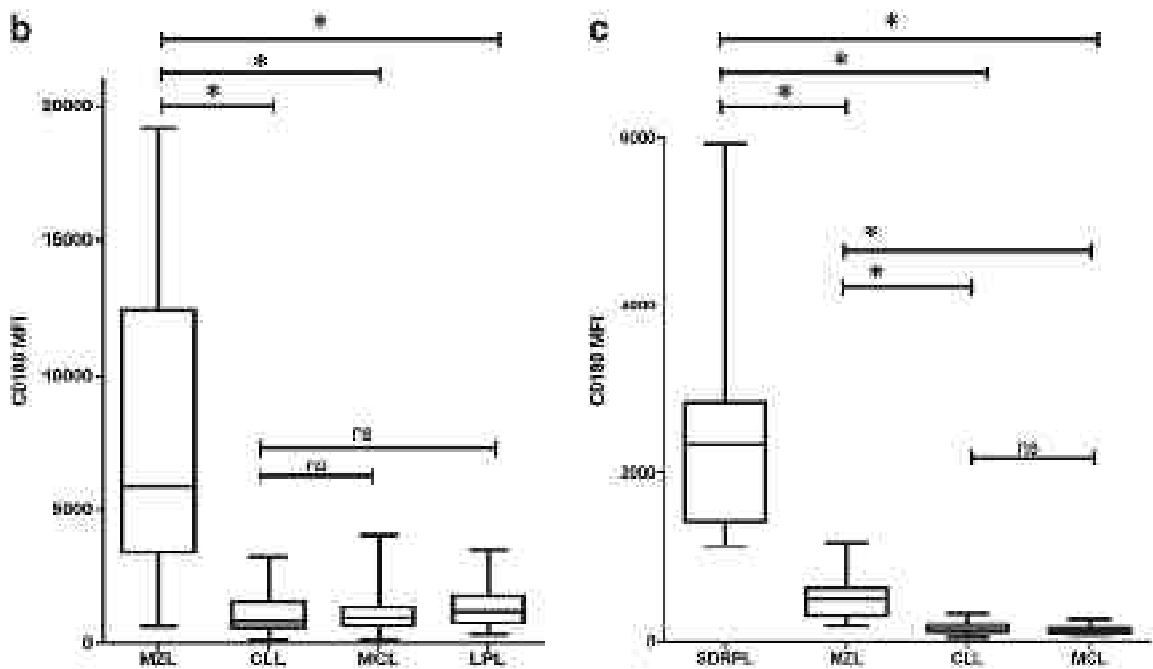 b
*
*
*
20000
15000
10000
5000
0
CD180 MFI
ns
ns
MZL
CLL
MCL
LPL
c
*
*
*
6000
4000
2000
0
CD180 MFI
*
*
ns
SDRPL
MZL
CLL
MCL